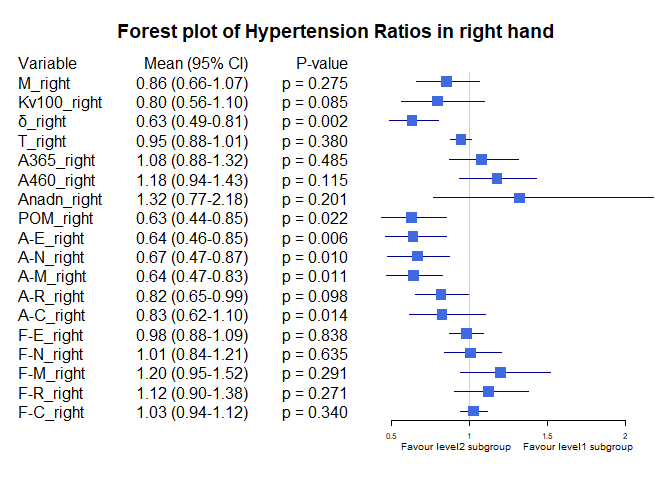 Forest plot of Hypertension Ratios in right hand
Variable Mean (95% CI) P-value
M_right 0.86 (0.66-1.07) p = 0.275
Kv100_right 0.80 (0.56-1.10) p = 0.085
δ_right 0.63 (0.49-0.81) p = 0.002
T_right 0.95 (0.88-1.01) p = 0.380
A365_right 1.08 (0.88-1.32) p = 0.485
A460_right 1.18 (0.94-1.43) p = 0.115
Anadn_right 1.32 (0.77-2.18) p = 0.201
POM_right 0.63 (0.44-0.85) p = 0.022
A-E_right 0.64 (0.46-0.85) p = 0.006
A-N_right 0.67 (0.47-0.87) p = 0.010
A-M_right 0.64 (0.47-0.83) p = 0.011
A-R_right 0.82 (0.65-0.99) p = 0.098
A-C_right 0.83 (0.62-1.10) p = 0.014
F-E_right 0.98 (0.88-1.09) p = 0.838
F-N_right 1.01 (0.84-1.21) p = 0.635
F-M_right 1.20 (0.95-1.52) p = 0.291
F-R_right 1.12 (0.90-1.38) p = 0.271
F-C_right 1.03 (0.94-1.12) p = 0.340
0.5 1 1.5 2
Favour level2 subgroup Favour level1 subgroup